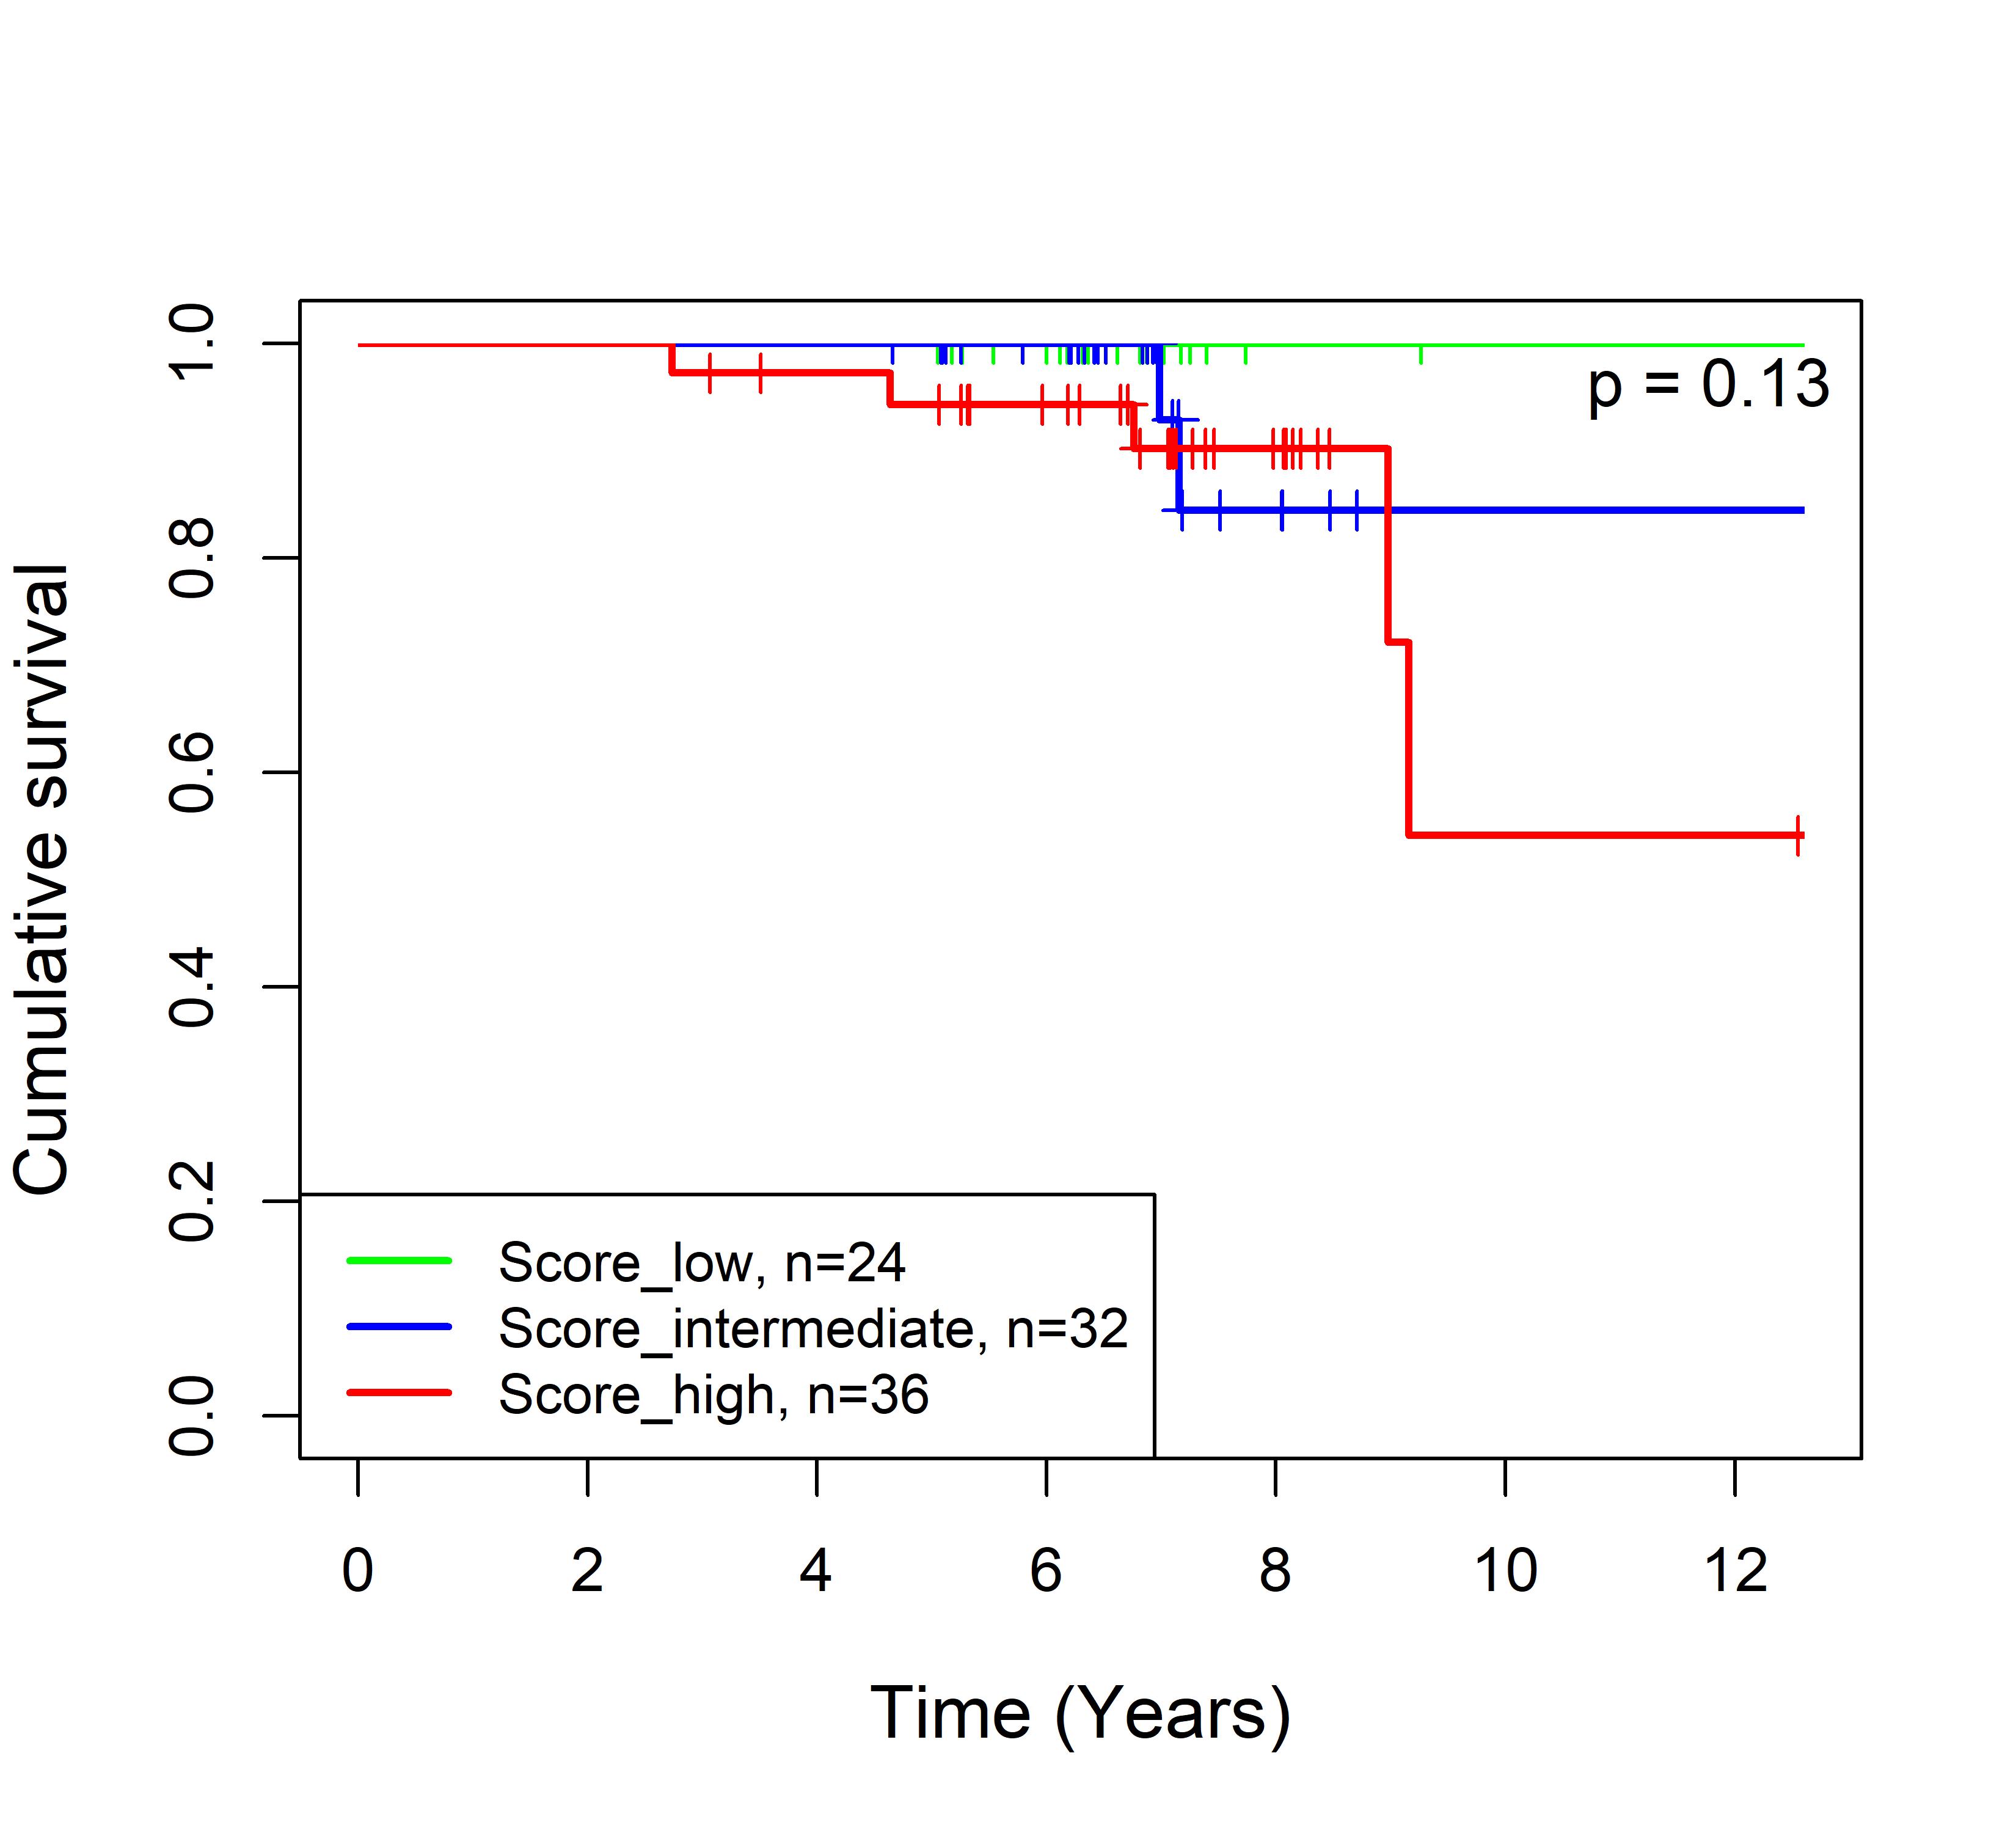 Cumulative survival
1.0
0.8
0.6
0.4
0.2
0.0
p = 0.13
Score_low, n=24
Score_intermediate, n=32
Score_high, n=36
0 2 4 6 8 10 12
Time (Years)